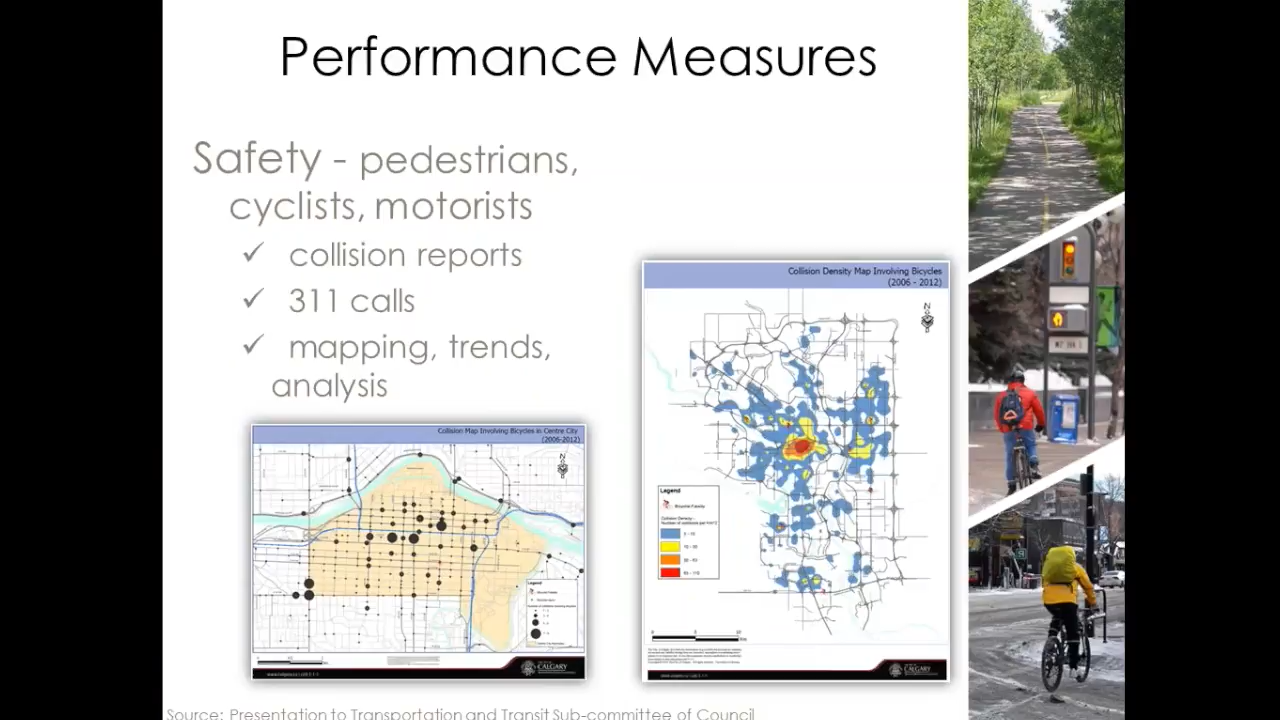 Performance Measures
Safety - pedestrians,
cyclists, motorists
✓ collision reports
✓ 311 calls
✓ mapping, trends,
analysis
Collision Density Map Involving Bicycles
(2006 - 2012)
N
Legend
Collision Map Involving Bicycles in Centre City
(2006-2012)
N
Legend
CALGARY
CALGARY
Source: Presentation to Transportation and Transit Sub-committee of Council